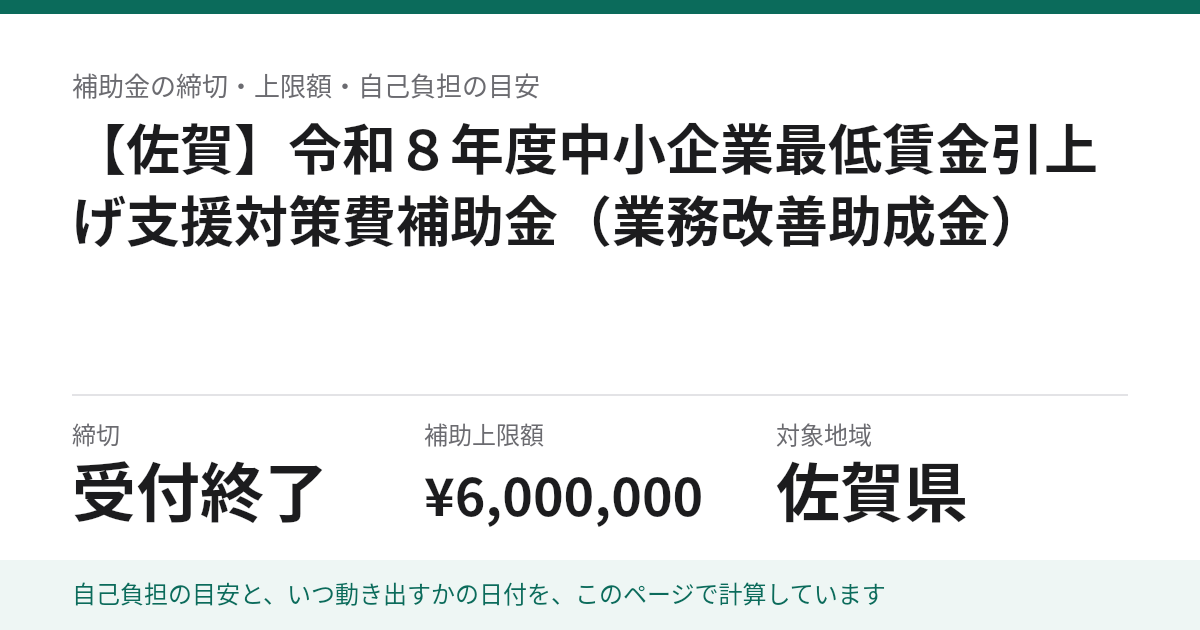 補助金の締切・上限額・自己負担の目安
【佐賀】令和８年度中小企業最低賃金引上
げ支援対策費補助金（業務改善助成金）
締切
補助上限額
対象地域
受付終了
¥6,000,000
佐賀県
自己負担の目安と、いつ動き出すかの日付を、このページで計算しています